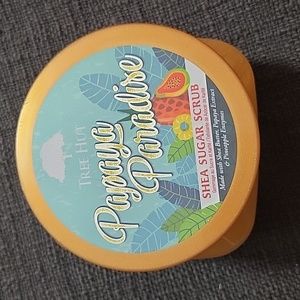 TREE HUT
Papaya
Paradise
SHEA SUGAR SCRUB
Made with Shea Butter, Papaya Extract
& Pineapple Enzymes